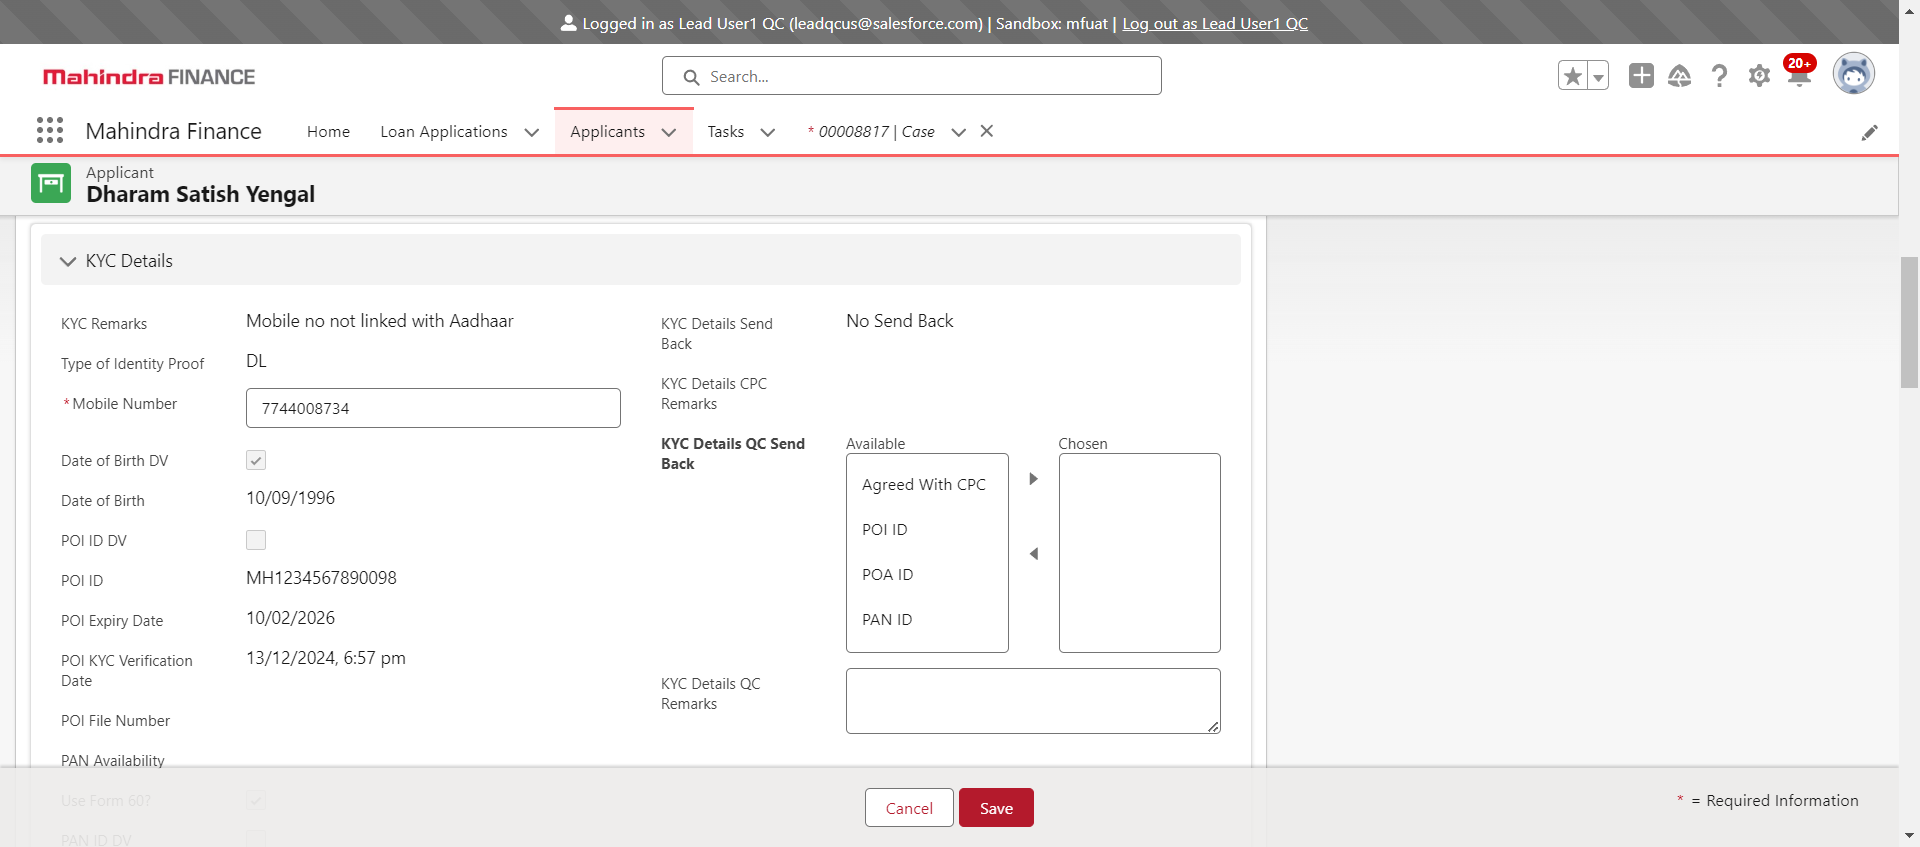 Logged in as Lead User1 QC (leadqcus@salesforce.com) | Sandbox: mfuat | Log out as Lead User1 QC
Mahindra FINANCE
Search...
20+
Mahindra Finance
Home
Loan Applications
Applicants
Tasks
* 00008817 | Case
Applicant
Dharam Satish Yengal
KYC Details
KYC Remarks
Mobile no not linked with Aadhaar
Type of Identity Proof
DL
*Mobile Number
7744008734
Date of Birth DV
Date of Birth
10/09/1996
POI ID DV
POI ID
MH1234567890098
POI Expiry Date
10/02/2026
POI KYC Verification
Date
13/12/2024, 6:57 pm
POI File Number
PAN Availability
Use Form 60?
PAN ID DV
KYC Details Send
Back
No Send Back
KYC Details CPC
Remarks
KYC Details QC Send
Back
Available
Agreed With CPC
POI ID
POA ID
PAN ID
Chosen
KYC Details QC
Remarks
Cancel
Save
* = Required Information